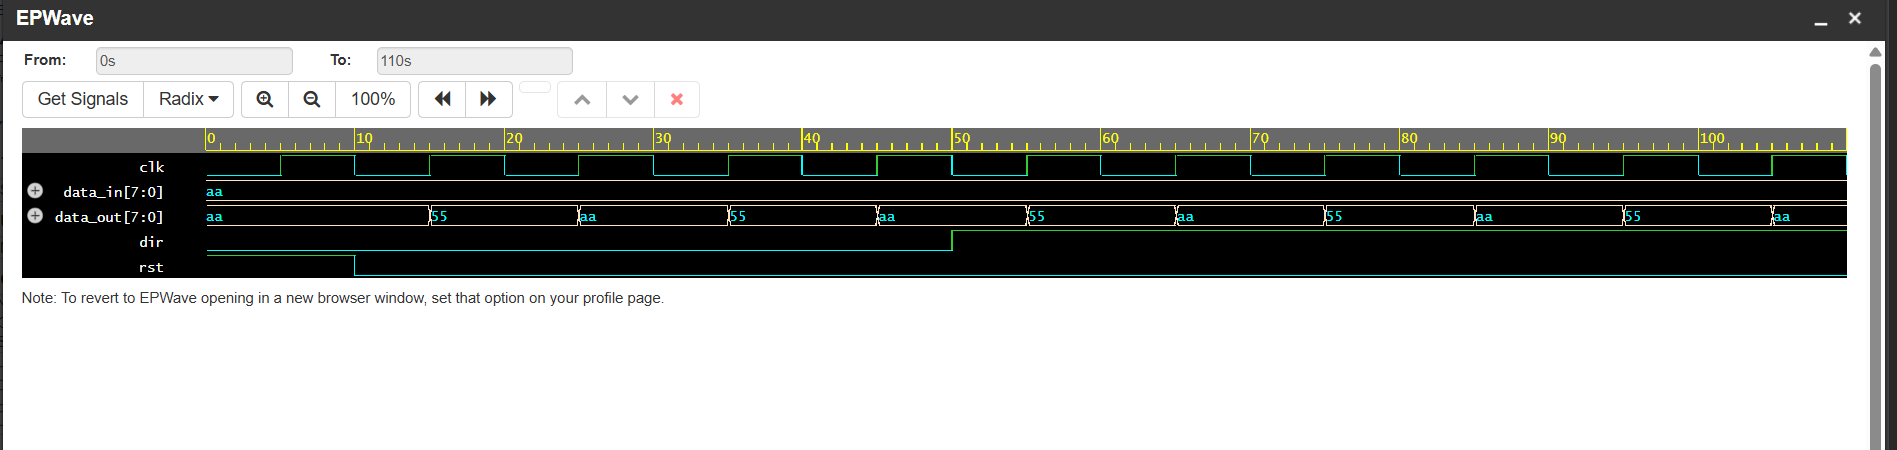 EPWave
From: 0s To: 110s
Get Signals Radix 100%
0 10 20 30 40 50 60 70 80 90 100
clk
data_in[7:0] aa
data_out[7:0] aa 55 aa 55 aa 55 aa 55 aa 55 aa
dir
rst
Note: To revert to EPWave opening in a new browser window, set that option on your profile page.